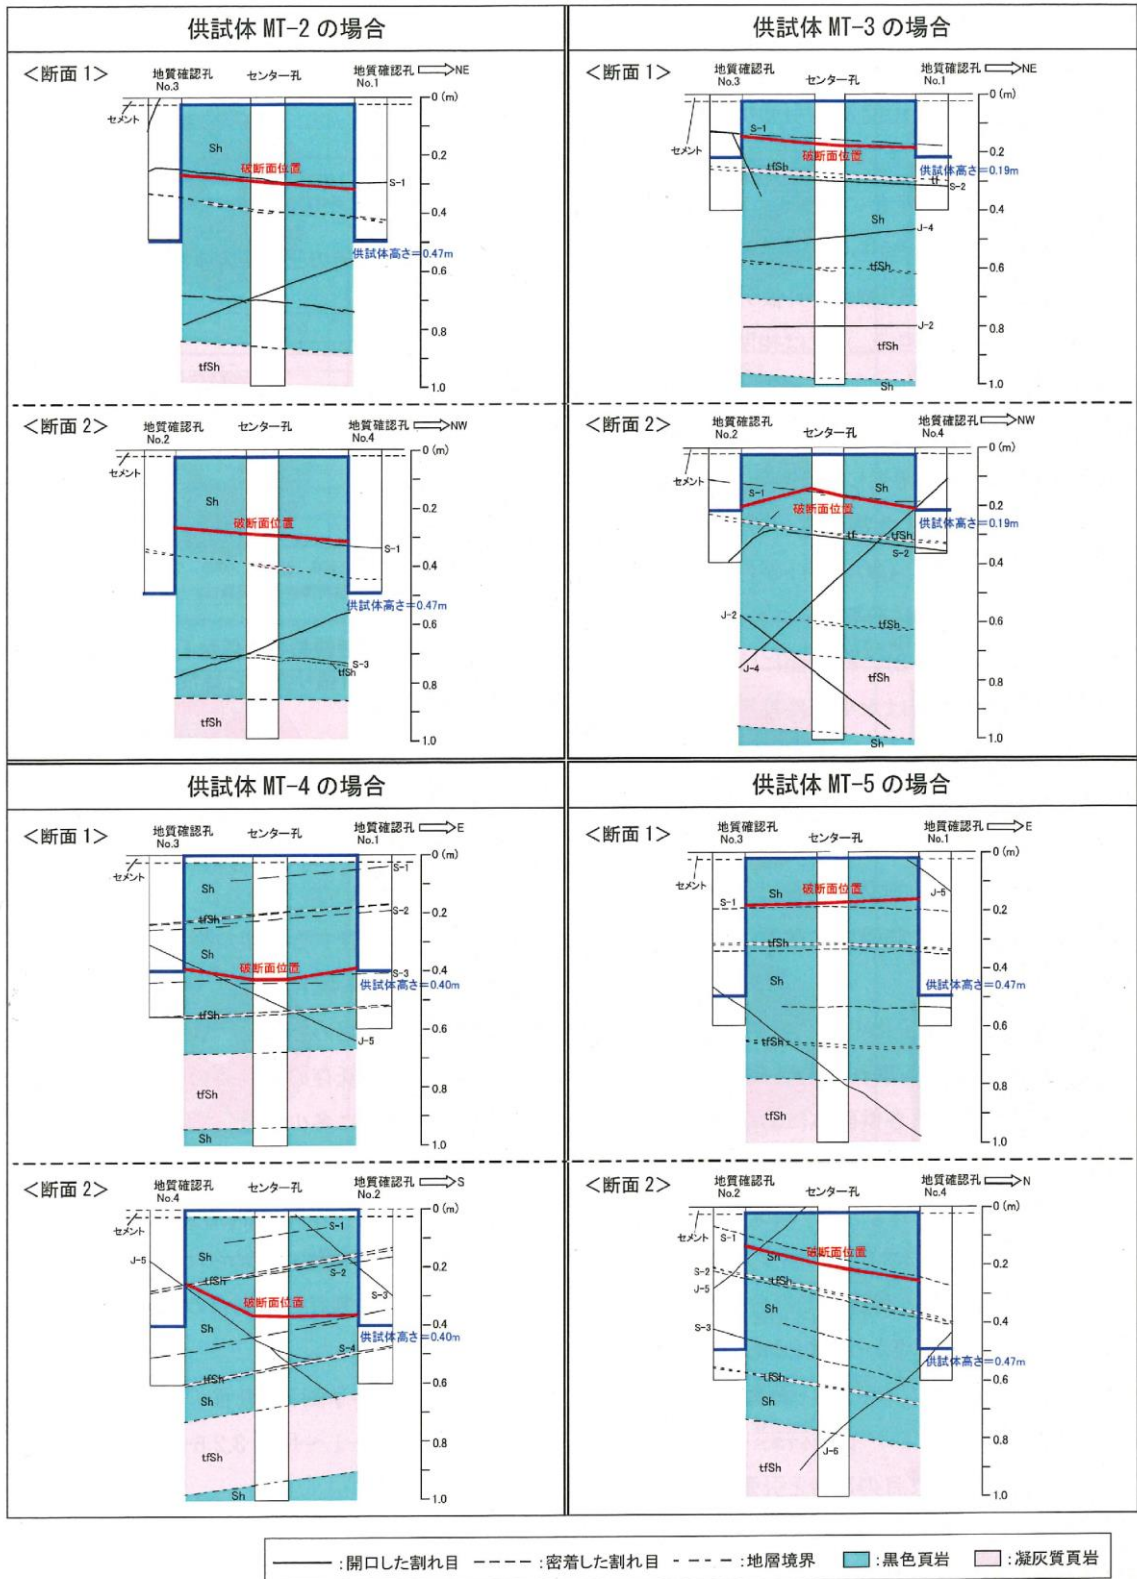 供試体 MT-2 の場合
<断面 1>
地質確認孔
No.3
センター孔
地質確認孔
No.1
NE
セメント
0 (m)
0.2
0.4
0.6
0.8
1.0
Sh
破断面位置
S-1
供試体高さ=0.47m
tfSh
<断面 2>
地質確認孔
No.2
センター孔
地質確認孔
No.4
NW
セメント
0 (m)
0.2
0.4
0.6
0.8
1.0
Sh
破断面位置
S-1
供試体高さ=0.47m
S-3
tfSh
tfSh
供試体 MT-3 の場合
<断面 1>
地質確認孔
No.3
センター孔
地質確認孔
No.1
NE
セメント
0 (m)
0.2
0.4
0.6
0.8
1.0
S-1
破断面位置
tfSh
供試体高さ=0.19m
tf
S-2
Sh
J-4
tfSh
J-2
tfSh
Sh
<断面 2>
地質確認孔
No.2
センター孔
地質確認孔
No.4
NW
セメント
0 (m)
0.2
0.4
0.6
0.8
1.0
S-1
Sh
破断面位置
供試体高さ=0.19m
tf
tfSh
S-2
J-2
tfSh
J-4
tfSh
Sh
供試体 MT-4 の場合
<断面 1>
地質確認孔
No.3
センター孔
地質確認孔
No.1
E
セメント
0 (m)
0.2
0.4
0.6
0.8
1.0
Sh
S-1
tfSh
S-2
Sh
破断面位置
S-3
供試体高さ=0.40m
tfSh
J-5
tfSh
Sh
<断面 2>
地質確認孔
No.4
センター孔
地質確認孔
No.2
S
セメント
0 (m)
0.2
0.4
0.6
0.8
1.0
J-5
Sh
S-1
tfSh
S-2
S-3
破断面位置
Sh
供試体高さ=0.40m
S-4
tfSh
Sh
tfSh
Sh
供試体 MT-5 の場合
<断面 1>
地質確認孔
No.3
センター孔
地質確認孔
No.1
E
セメント
0 (m)
0.2
0.4
0.6
0.8
1.0
Sh
破断面位置
J-5
S-1
tfSh
Sh
供試体高さ=0.47m
tfSh
tfSh
<断面 2>
地質確認孔
No.2
センター孔
地質確認孔
No.4
N
セメント
0 (m)
0.2
0.4
0.6
0.8
1.0
S-1
破断面位置
Sh
S-2
tfSh
J-5
Sh
S-3
供試体高さ=0.47m
tfSh
Sh
J-6
tfSh
:開口した割れ目
:密着した割れ目
:地層境界
:黒色頁岩
:凝灰質頁岩